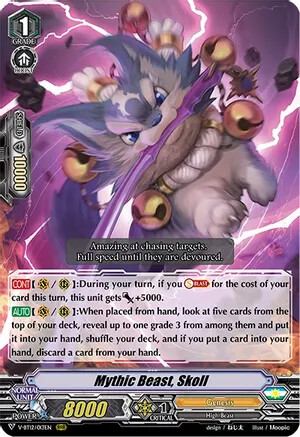 1
GRADE
BOOST
SHIELD
10000
Amazing at chasing targets.
Full speed until they are devoured.
CONT :During your turn, if you BLAST for the cost of your
card this turn, this unit gets +5000.
AUTO :When placed from hand, look at five cards from the
top of your deck, reveal up to one grade 3 from among them and put
it into your hand, shuffle your deck, and if you put a card into your
hand, discard a card from your hand.
NORMAL
UNIT
Mythic Beast, Skoll
POWER
8000
1
CRITICAL
Genesis
High Beast
V-BT12/013EN RRR
design / ねじ太 Illust / Moopic